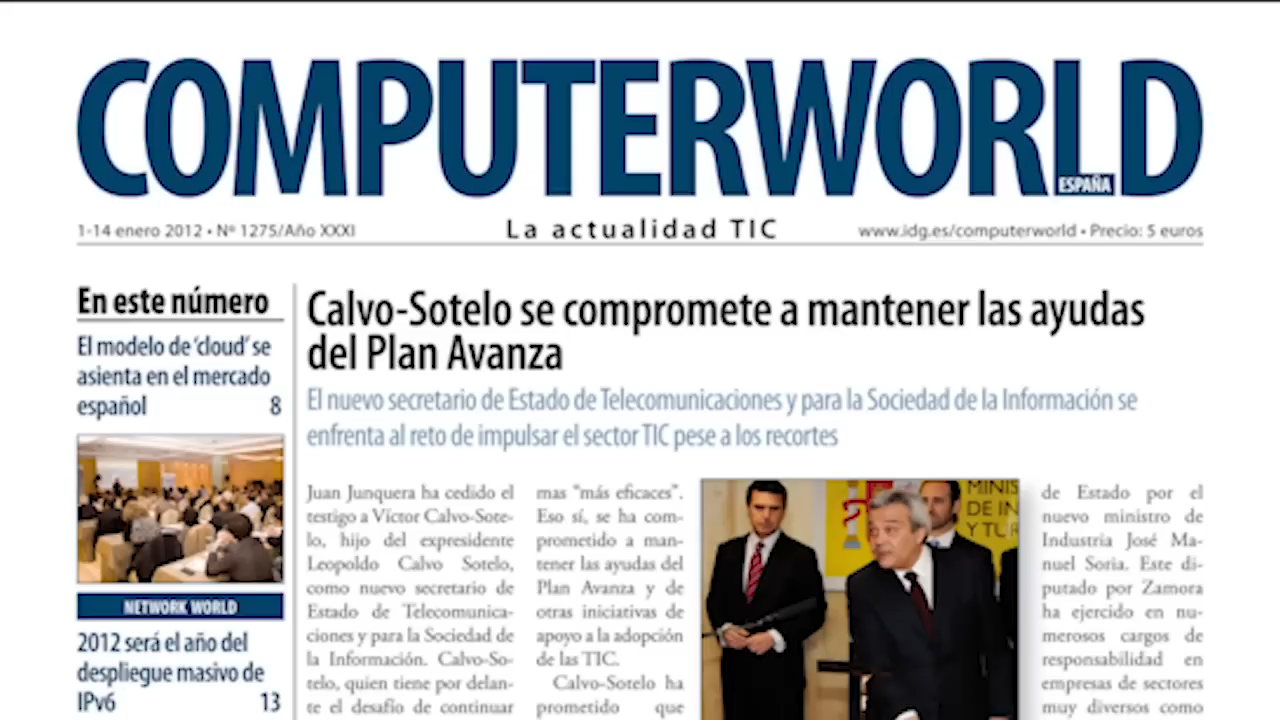 COMPUTERWORLD
ESPAÑA
1-14 enero 2012 • Nº 1275/Año XXXI
La actualidad TIC
www.idg.es/computerworld • Precio: 5 euros
En este número
El modelo de ‘cloud’ se
asienta en el mercado
español 8
NETWORK WORLD
2012 será el año del
despliegue masivo de
IPv6 13
Calvo-Sotelo se compromete a mantener las ayudas
del Plan Avanza
El nuevo secretario de Estado de Telecomunicaciones y para la Sociedad de la Información se
enfrenta al reto de impulsar el sector TIC pese a los recortes
Juan Junquera ha cedido el
testigo a Víctor Calvo-Sote-
lo, hijo del expresidente
Leopoldo Calvo Sotelo,
como nuevo secretario de
Estado de Telecomunica-
ciones y para la Sociedad de
la Información. Calvo-So-
telo, quien tiene por delan-
te el desafío de continuar
mas “más eficaces”.
Eso sí, se ha com-
prometido a man-
tener las ayudas del
Plan Avanza y de
otras iniciativas de
apoyo a la adopción
de las TIC.
Calvo-Sotelo ha
prometido que
MINIS
DE IN
Y TUR
de Estado por el
nuevo ministro de
Industria José Ma-
nuel Soria. Este di-
putado por Zamora
ha ejercido en nu-
merosos cargos de
responsabilidad en
empresas de sectores
muy diversos como